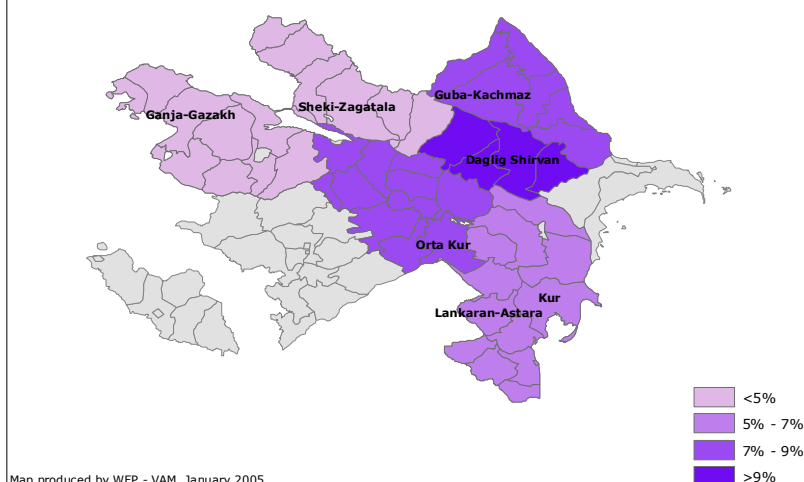 Guba-Kachmaz
Sheki-Zagatala
Ganja-Gazakh
Daglig Shirvan
Orta Kur
Kur
Lankaran-Astara
<5%
5% - 7%
7% - 9%
>9%
Map produced by WFP - VAM, January 2005